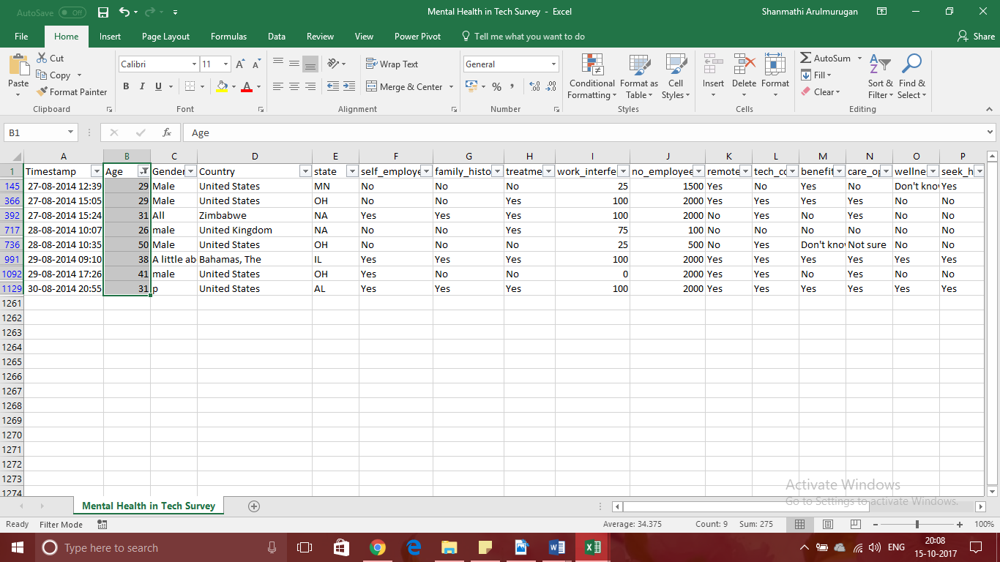 AutoSave Off Mental Health in Tech Survey - Excel Shanmathi Arulmurugan
File Home Insert Page Layout Formulas Data Review View Power Pivot Tell me what you want to do Share
Paste Cut Copy Format Painter
Calibri 11
B I U A
Wrap Text
Merge & Center
General
% ,
Conditional Formatting Format as Table Cell Styles
Insert Delete Format
AutoSum Fill Clear
Sort & Filter Find & Select
Clipboard Font Alignment Number Styles Cells Editing
B1 fx Age
A B C D E F G H I J K L M N O P
1 Timestamp Age Gender Country state self_employe family_histo treatme work_interfe no_employee remote tech_co benefit care_op wellne seek_h
145 27-08-2014 12:39 29 Male United States MN No No No 25 1500 Yes No Yes No Don't know Yes
366 27-08-2014 15:05 29 Male United States OH No No Yes 100 2000 Yes Yes Yes No No No
392 27-08-2014 15:24 31 All Zimbabwe NA Yes Yes Yes 100 2000 No Yes No Yes No No
717 28-08-2014 10:07 26 male United Kingdom NA No No Yes 75 100 No No No No No No
736 28-08-2014 10:35 50 Male United States OH No No No 25 500 No Yes Don't know Not sure No No
991 29-08-2014 09:10 38 A little ab Bahamas, The IL Yes Yes Yes 100 2000 Yes Yes Yes Yes Yes Yes
1092 29-08-2014 17:26 41 male United States OH Yes No No 0 2000 Yes Yes No Yes No No
1129 30-08-2014 20:55 31 p United States AL Yes Yes Yes 100 2000 Yes Yes Yes Yes Yes Yes
1261
1262
1263
1264
1265
1266
1267
1268
1269
1270
1271
1272
1273
1274
Activate Windows
Go to Settings to activate Windows.
Mental Health in Tech Survey
Ready Filter Mode Average: 34.375 Count: 9 Sum: 275 100%
Type here to search ENG 20:08
15-10-2017